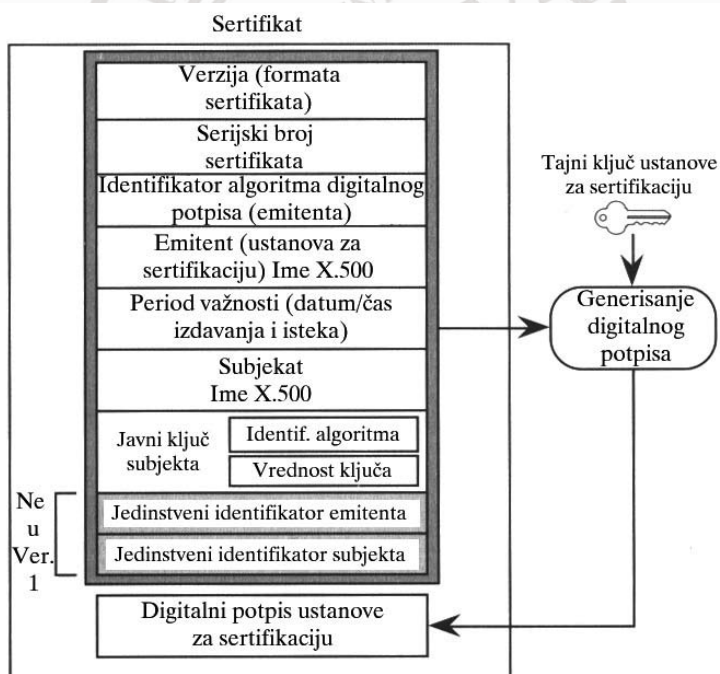 Sertifikat
Verzija (formata
sertifikata)
Serijski broj
sertifikata
Identifikator algoritma digitalnog
potpisa (emitenta)
Emitent (ustanova za
sertifikaciju) Ime X.500
Period važnosti (datum/čas
izdavanja i isteka)
Subjekat
Ime X.500
Javni ključ
subjekta
Identif. algoritma
Vrednost ključa
Ne
u
Ver.
1
Jedinstveni identifikator emitenta
Jedinstveni identifikator subjekta
Digitalni potpis ustanove
za sertifikaciju
Tajni ključ ustanove
za sertifikaciju
Generisanje
digitalnog
potpisa